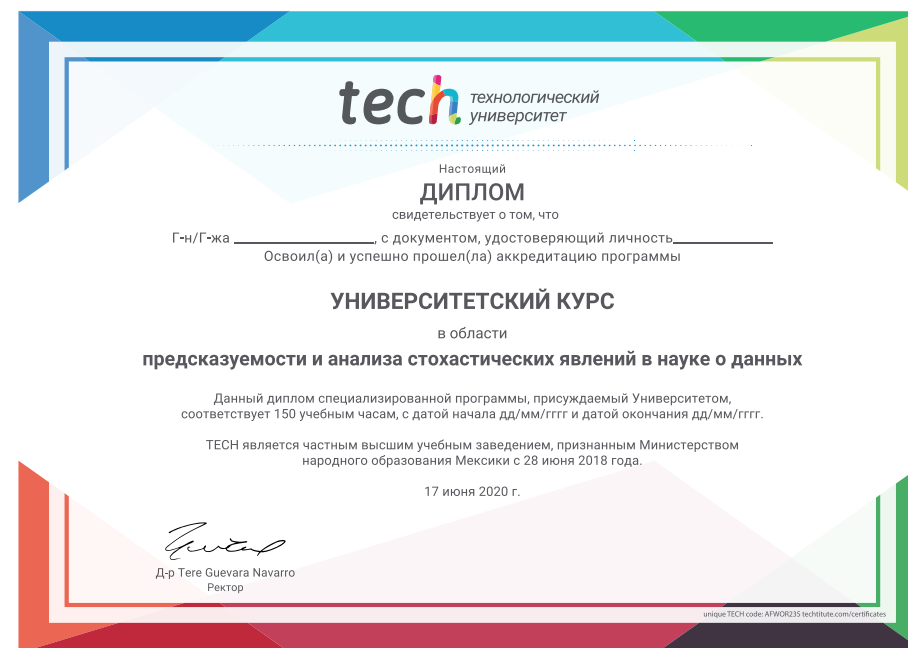 tech технологический
университет
Настоящий
ДИПЛОМ
свидетельствует о том, что
Г-н/Г-жа , с документом, удостоверяющий личность
Освоил(а) и успешно прошел(ла) аккредитацию программы
УНИВЕРСИТЕТСКИЙ КУРС
в области
предсказуемости и анализа стохастических явлений в науке о данных
Данный диплом специализированной программы, присуждаемый Университетом,
соответствует 150 учебным часам, с датой начала дд/мм/гггг и датой окончания дд/мм/гггг.
TECH является частным высшим учебным заведением, признанным Министерством
народного образования Мексики с 28 июня 2018 года.
17 июня 2020 г.
Д-р Tere Guevara Navarro
Ректор
unique TECH code: AFWOR23S techtitute.com/certificates